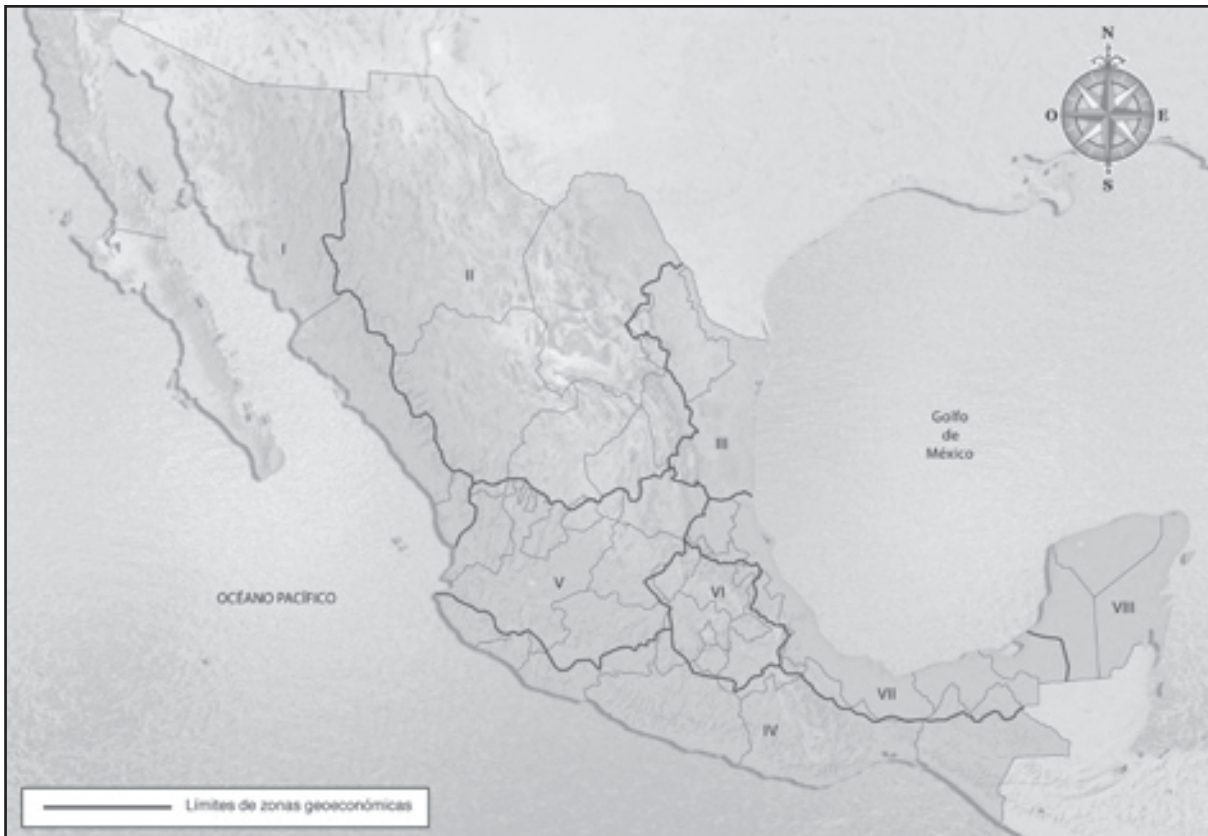 N
O
E
S
I
II
III
Golfo
de
México
OCÉANO PACÍFICO
V
VI
VIII
VII
IV
Límites de zonas geoeconómicas